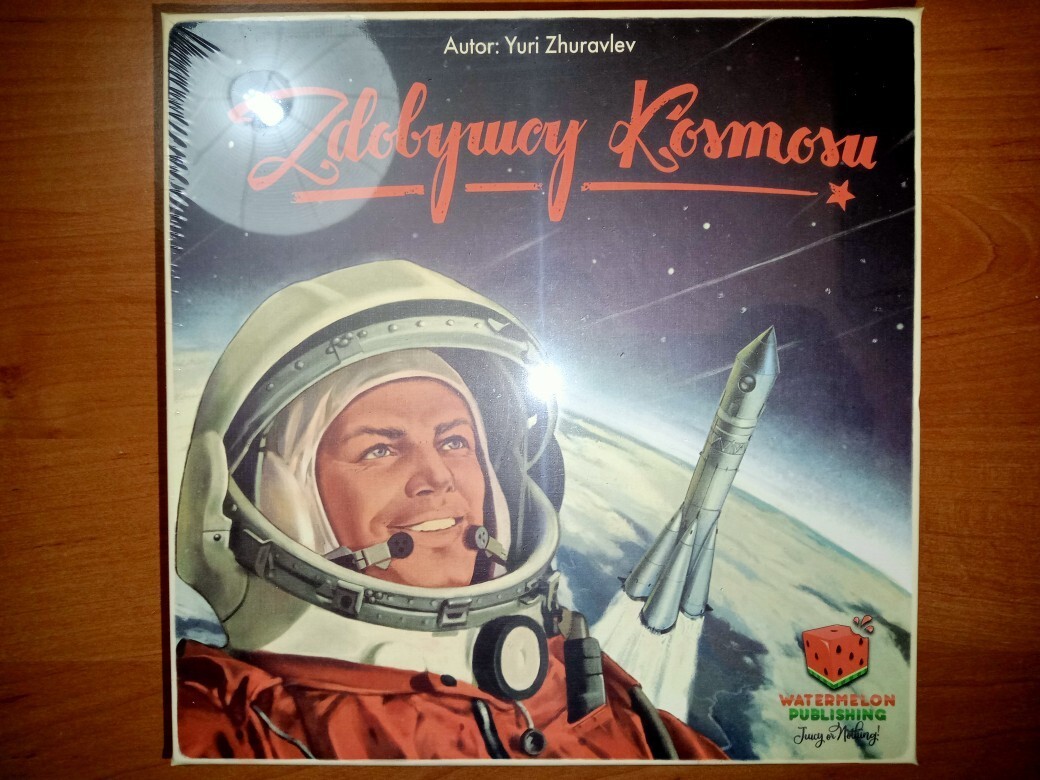 Autor: Yuri Zhuravlev
Zdobywcy Kosmosu
WATERMELON
PUBLISHING
Juicy or Nothing!